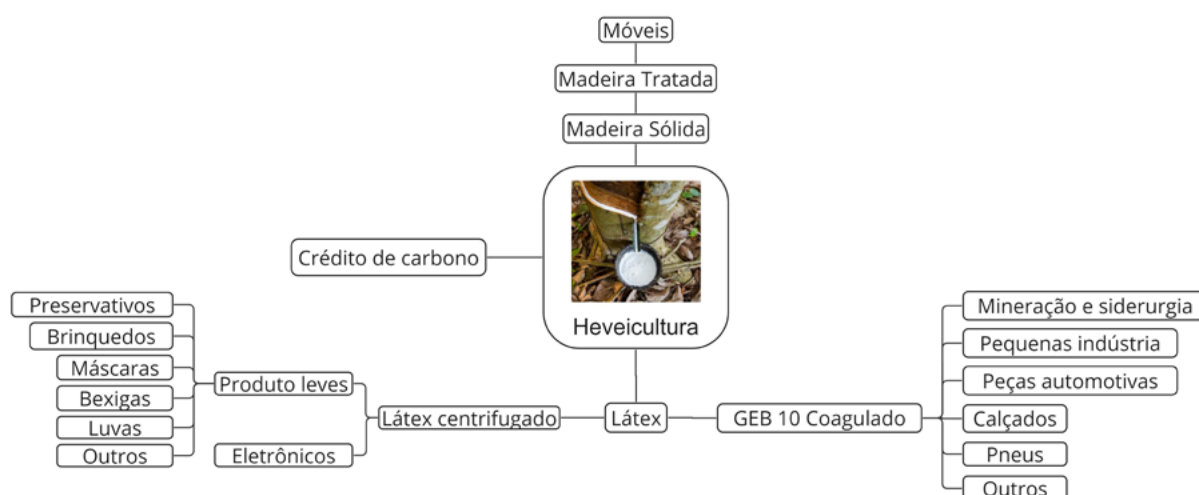 Móveis
Madeira Tratada
Madeira Sólida
Crédito de carbono
Heveicultura
Preservativos
Brinquedos
Máscaras
Bexigas
Luvas
Outros
Produto leves
Eletrônicos
Látex centrifugado
Látex
GEB 10 Coagulado
Mineração e siderurgia
Pequenas indústria
Peças automotivas
Calçados
Pneus
Outros